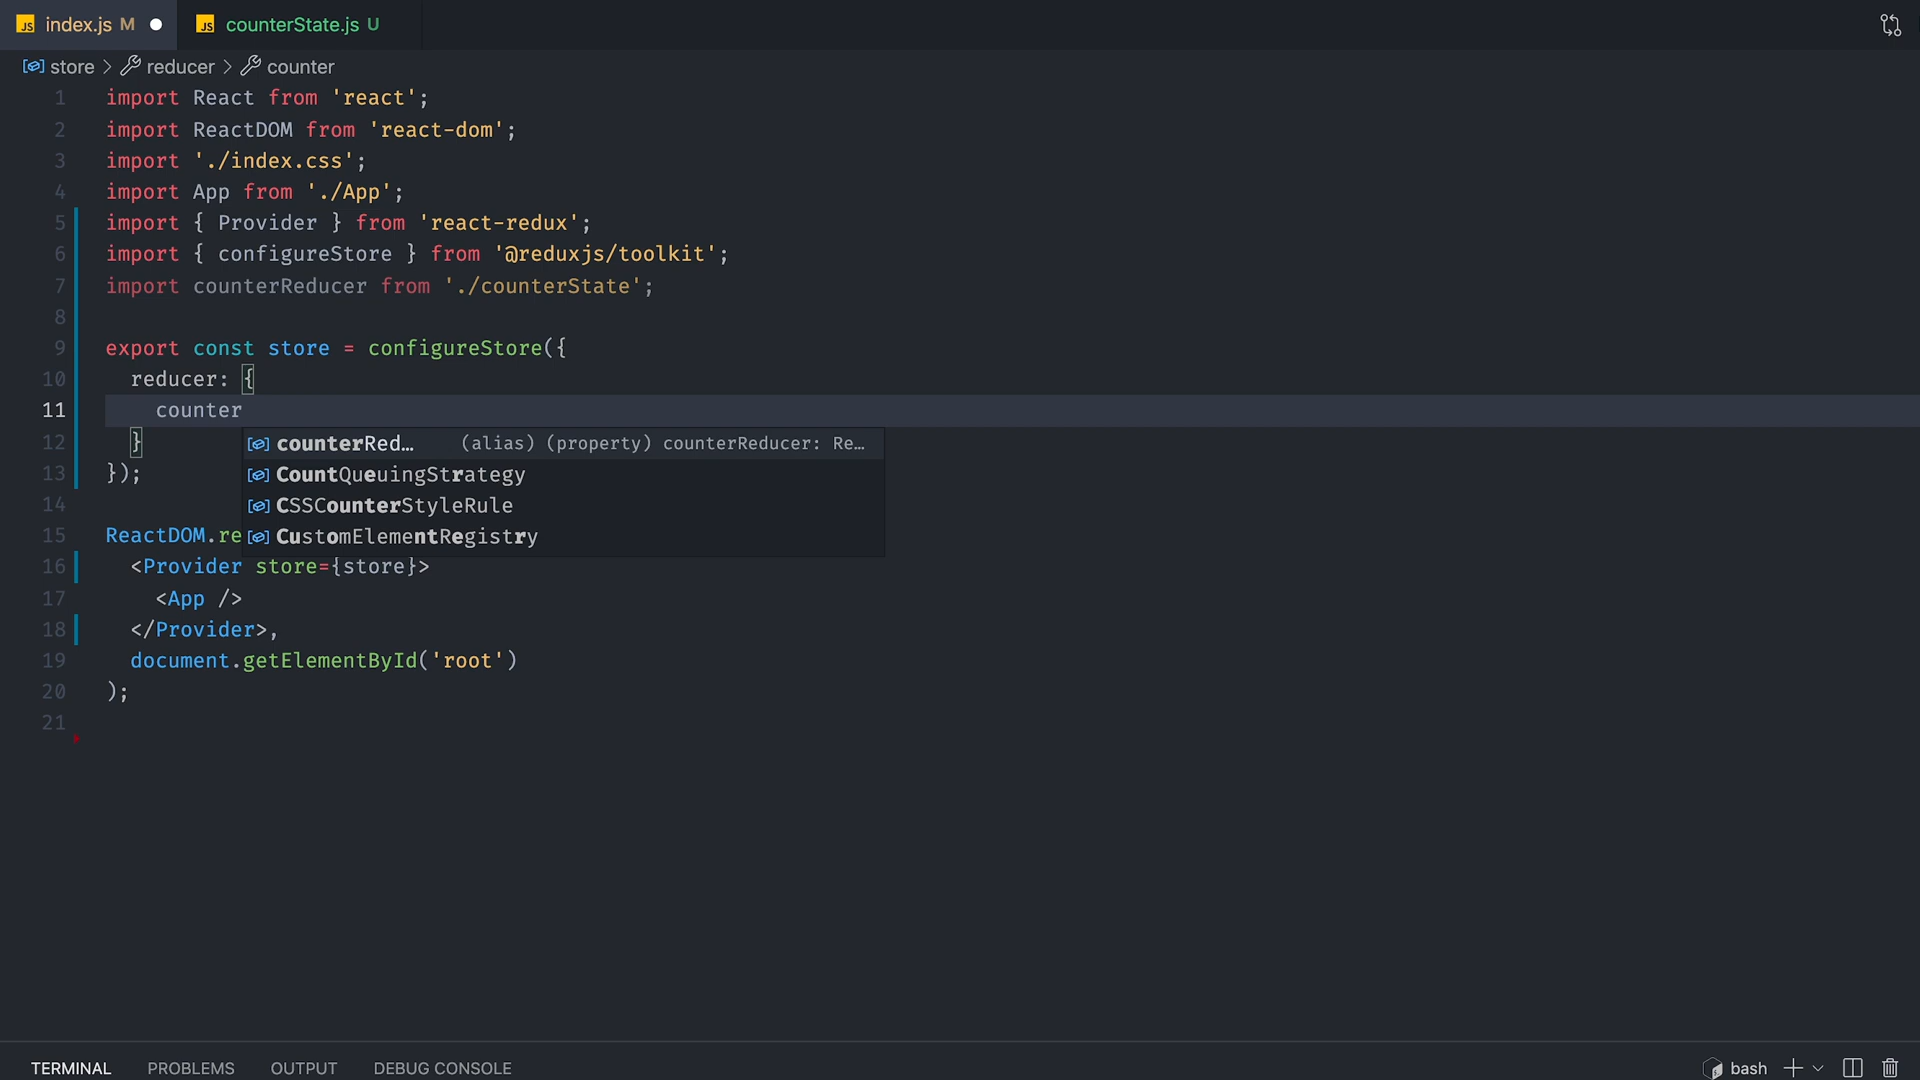 index.js M
counterState.js U
store > reducer > counter
1 import React from 'react';
2 import ReactDOM from 'react-dom';
3 import './index.css';
4 import App from './App';
5 import { Provider } from 'react-redux';
6 import { configureStore } from '@reduxjs/toolkit';
7 import counterReducer from './counterState';
8
9 export const store = configureStore({
10 reducer: {
11 counter
12 }
counterRed… (alias) (property) counterReducer: Re…
13 });
CountQueuingStrategy
14
CSSCounterStyleRule
15 ReactDOM.re
CustomElementRegistry
16 <Provider store={store}>
17 <App />
18 </Provider>,
19 document.getElementById('root')
20 );
21
TERMINAL PROBLEMS OUTPUT DEBUG CONSOLE
bash